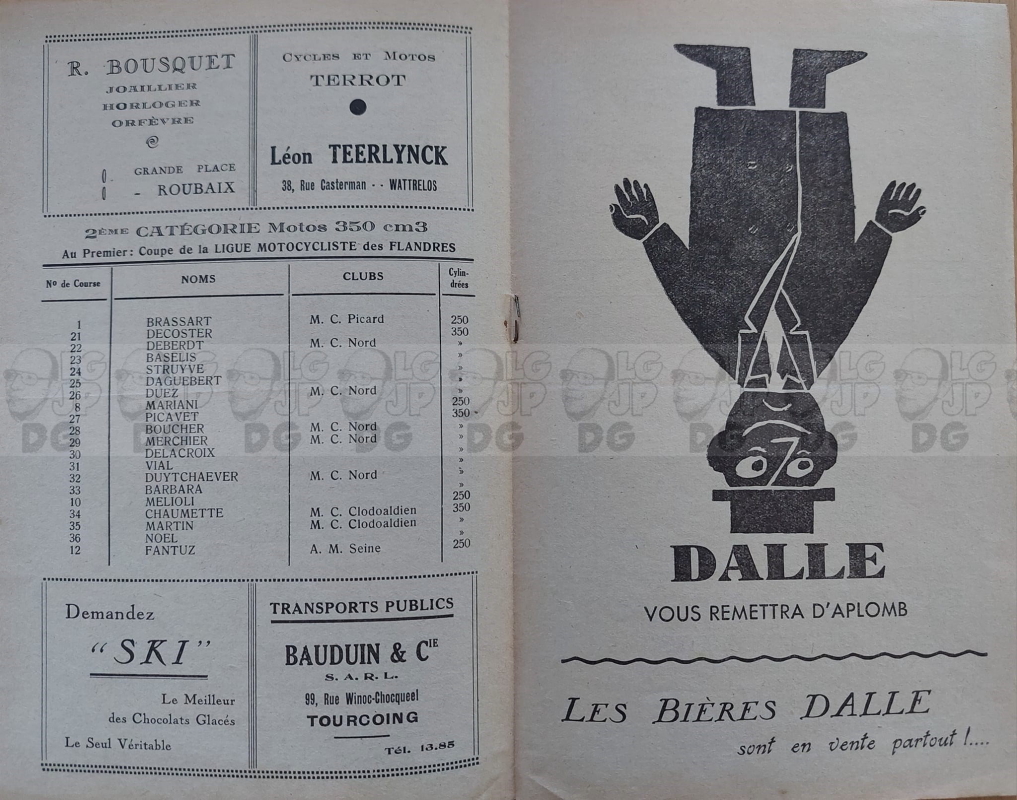 R. BOUSQUET
JOAILLIER
HORLOGER
ORFÈVRE
GRANDE PLACE
- ROUBAIX
CYCLES ET MOTOS
TERROT
Léon TEERLYNCK
38, Rue Casterman - - WATTRELOS
2ÈME CATÉGORIE Motos 350 cm3
Au Premier : Coupe de la LIGUE MOTOCYCLISTE des FLANDRES
No de Course NOMS CLUBS Cylin-
drées
1 BRASSART M. C. Picard 250
21 DECOSTER 350
22 DEBERDT M. C. Nord »
23 BASELIS »
24 STRUYVE »
25 DAGUEBERT »
26 DUEZ M. C. Nord »
8 MARIANI 250
27 PICAVET 350
28 BOUCHER M. C. Nord »
29 MERCHIER M. C. Nord »
30 DELACROIX »
31 VIAL »
32 DUYTCHAEVER M. C. Nord »
33 BARBARA »
10 MELIOLI 250
34 CHAUMETTE M. C. Clodoaldien 350
35 MARTIN M. C. Clodoaldien »
36 NOEL »
12 FANTUZ A. M. Seine 250
Demandez
"SKI"
Le Meilleur
des Chocolats Glacés
Le Seul Véritable
TRANSPORTS PUBLICS
BAUDUIN & CIE
S. A. R. L.
99, Rue Winoc-Chocqueel
TOURCOING
Tél. 13.85
DALLE
VOUS REMETTRA D'APLOMB
LES BIÈRES DALLE
sont en vente partout !....
LG JP DG